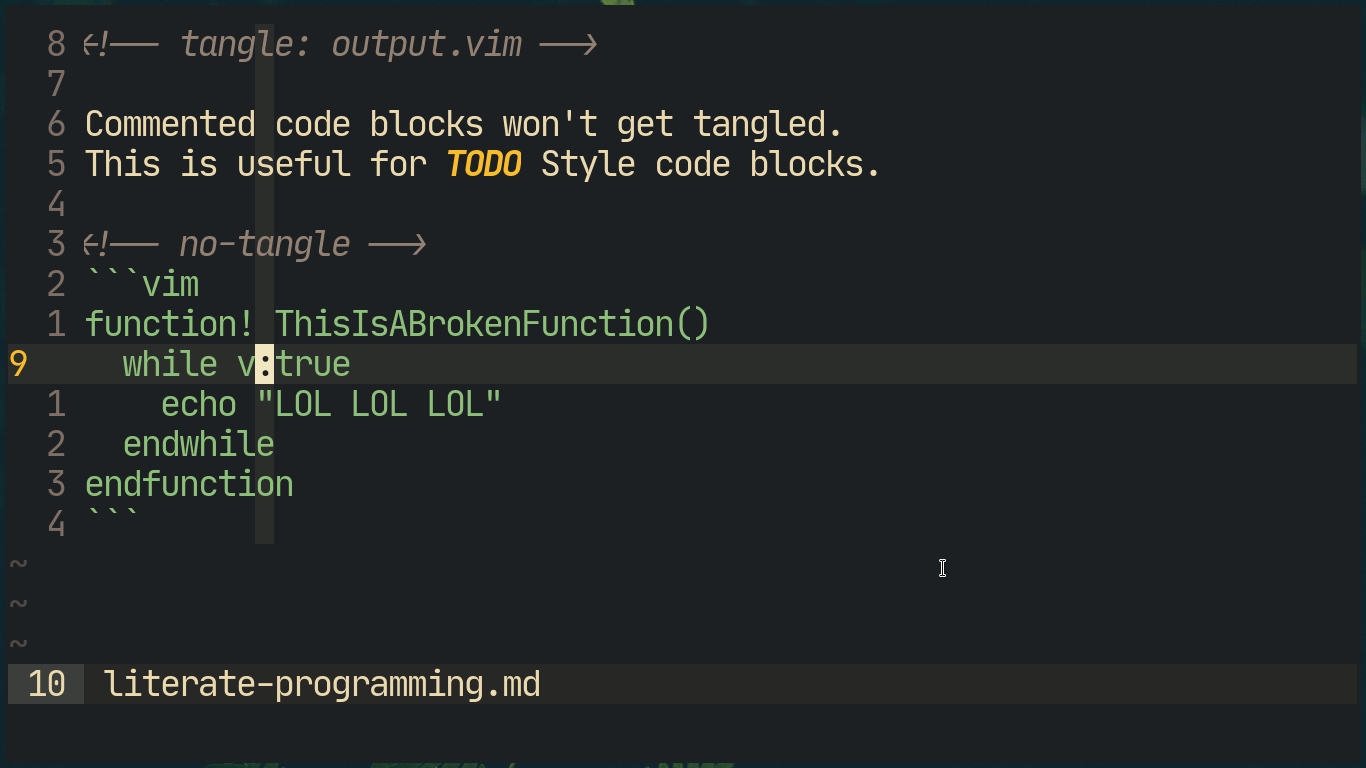 8 <!-- tangle: output.vim -->
7
6 Commented code blocks won't get tangled.
5 This is useful for TODO Style code blocks.
4
3 <!-- no-tangle -->
2 ```vim
1 function! ThisIsABrokenFunction()
9   while v:true
1     echo "LOL LOL LOL"
2   endwhile
3 endfunction
4 ```
~
~
~
10 literate-programming.md